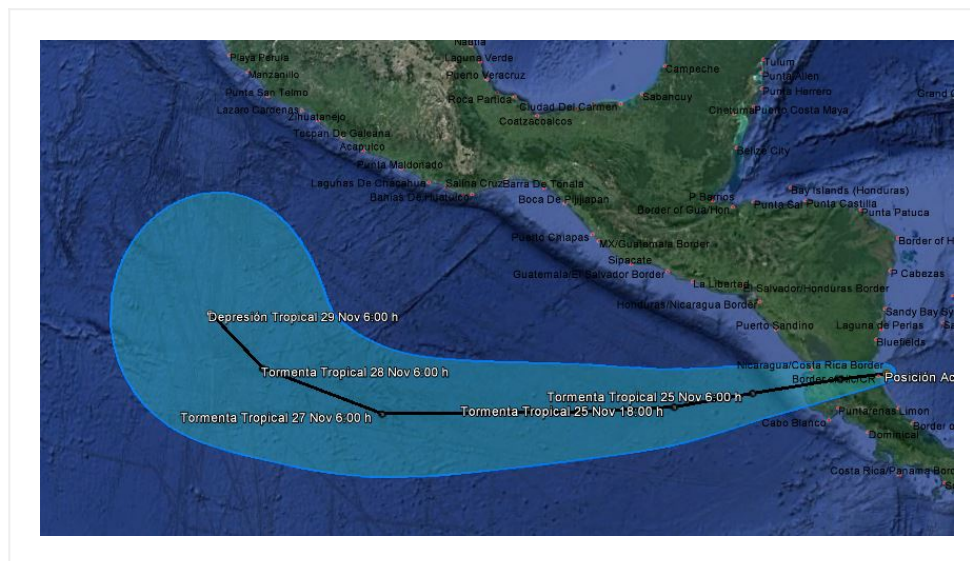 Nautla
Playa Perula
Laguna Verde
Tulum
Campeche
Manzanillo
Puerto Veracruz
Punta Allen
Punta San Telmo
Roca Partida
Sabancuy
Punta Herrero
Grand C
Lazaro Cardenas
Ciudad Del Carmen
Chetumal
Puerto Costa Maya
Zihuatanejo
Coatzacoalcos
Tecpan De Galeana
Acapulco
Belize City
Punta Maldonado
Lagunas De Chacahua
Salina Cruz
Barra De Tonala
Bahias De Huatulco
Boca De Pijijiapan
P Barrios
Bay Islands (Honduras)
Border of Gua/Hon
Punta Sal
Punta Castilla
Punta Patuca
Puerto Chiapas
MX/Guatemala Border
Border of H
Sipacate
Guatemala/El Salvador Border
P Cabezas
La Libertad
El Salvador/Honduras Border
Honduras/Nicaragua Border
Depresión Tropical 29 Nov 6:00 h
Sandy Bay S
Puerto Sandino
Laguna de Perlas
Bluefields
Nicaragua/Costa Rica Border
Tormenta Tropical 28 Nov 6:00 h
Posición Ac
Tormenta Tropical 25 Nov 6:00 h
Tormenta Tropical 27 Nov 6:00 h
Tormenta Tropical 25 Nov 18:00 h
Puntarenas
Limon
Cabo Blanco
Border o
Dominical
Costa Rica/Panama Bord